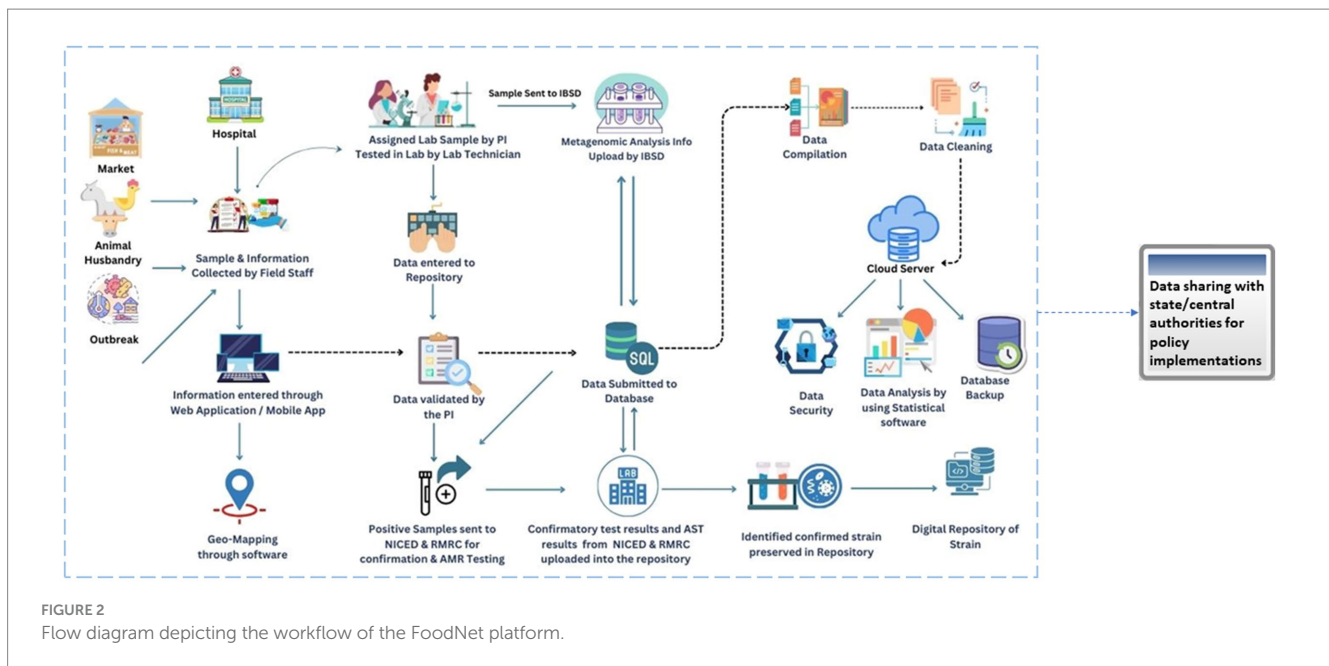 HOSPITAL
Hospital
FISH & MEAT
Market
Animal
Husbandry
Outbreak
Sample & Information
Collected by Field Staff
Information entered through
Web Application / Mobile App
Geo-Mapping
through software
Assigned Lab Sample by PI
Tested in Lab by Lab Technician
Sample Sent to IBSD
Data entered to
Repository
Data validated by
the PI
Positive Samples sent to
NICED & RMRC for
confirmation & AMR Testing
Metagenomic Analysis Info
Upload by IBSD
SQL
Data Submitted to
Database
LAB
Confirmatory test results and AST
results from NICED & RMRC
uploaded into the repository
Data
Compilation
Data Cleaning
Cloud Server
Data
Security
Data Analysis by
using Statistical
software
Database
Backup
Identified confirmed strain
preserved in Repository
Digital Repository of
Strain
Data sharing with
state/central
authorities for
policy
implementations
FIGURE 2
Flow diagram depicting the workflow of the FoodNet platform.